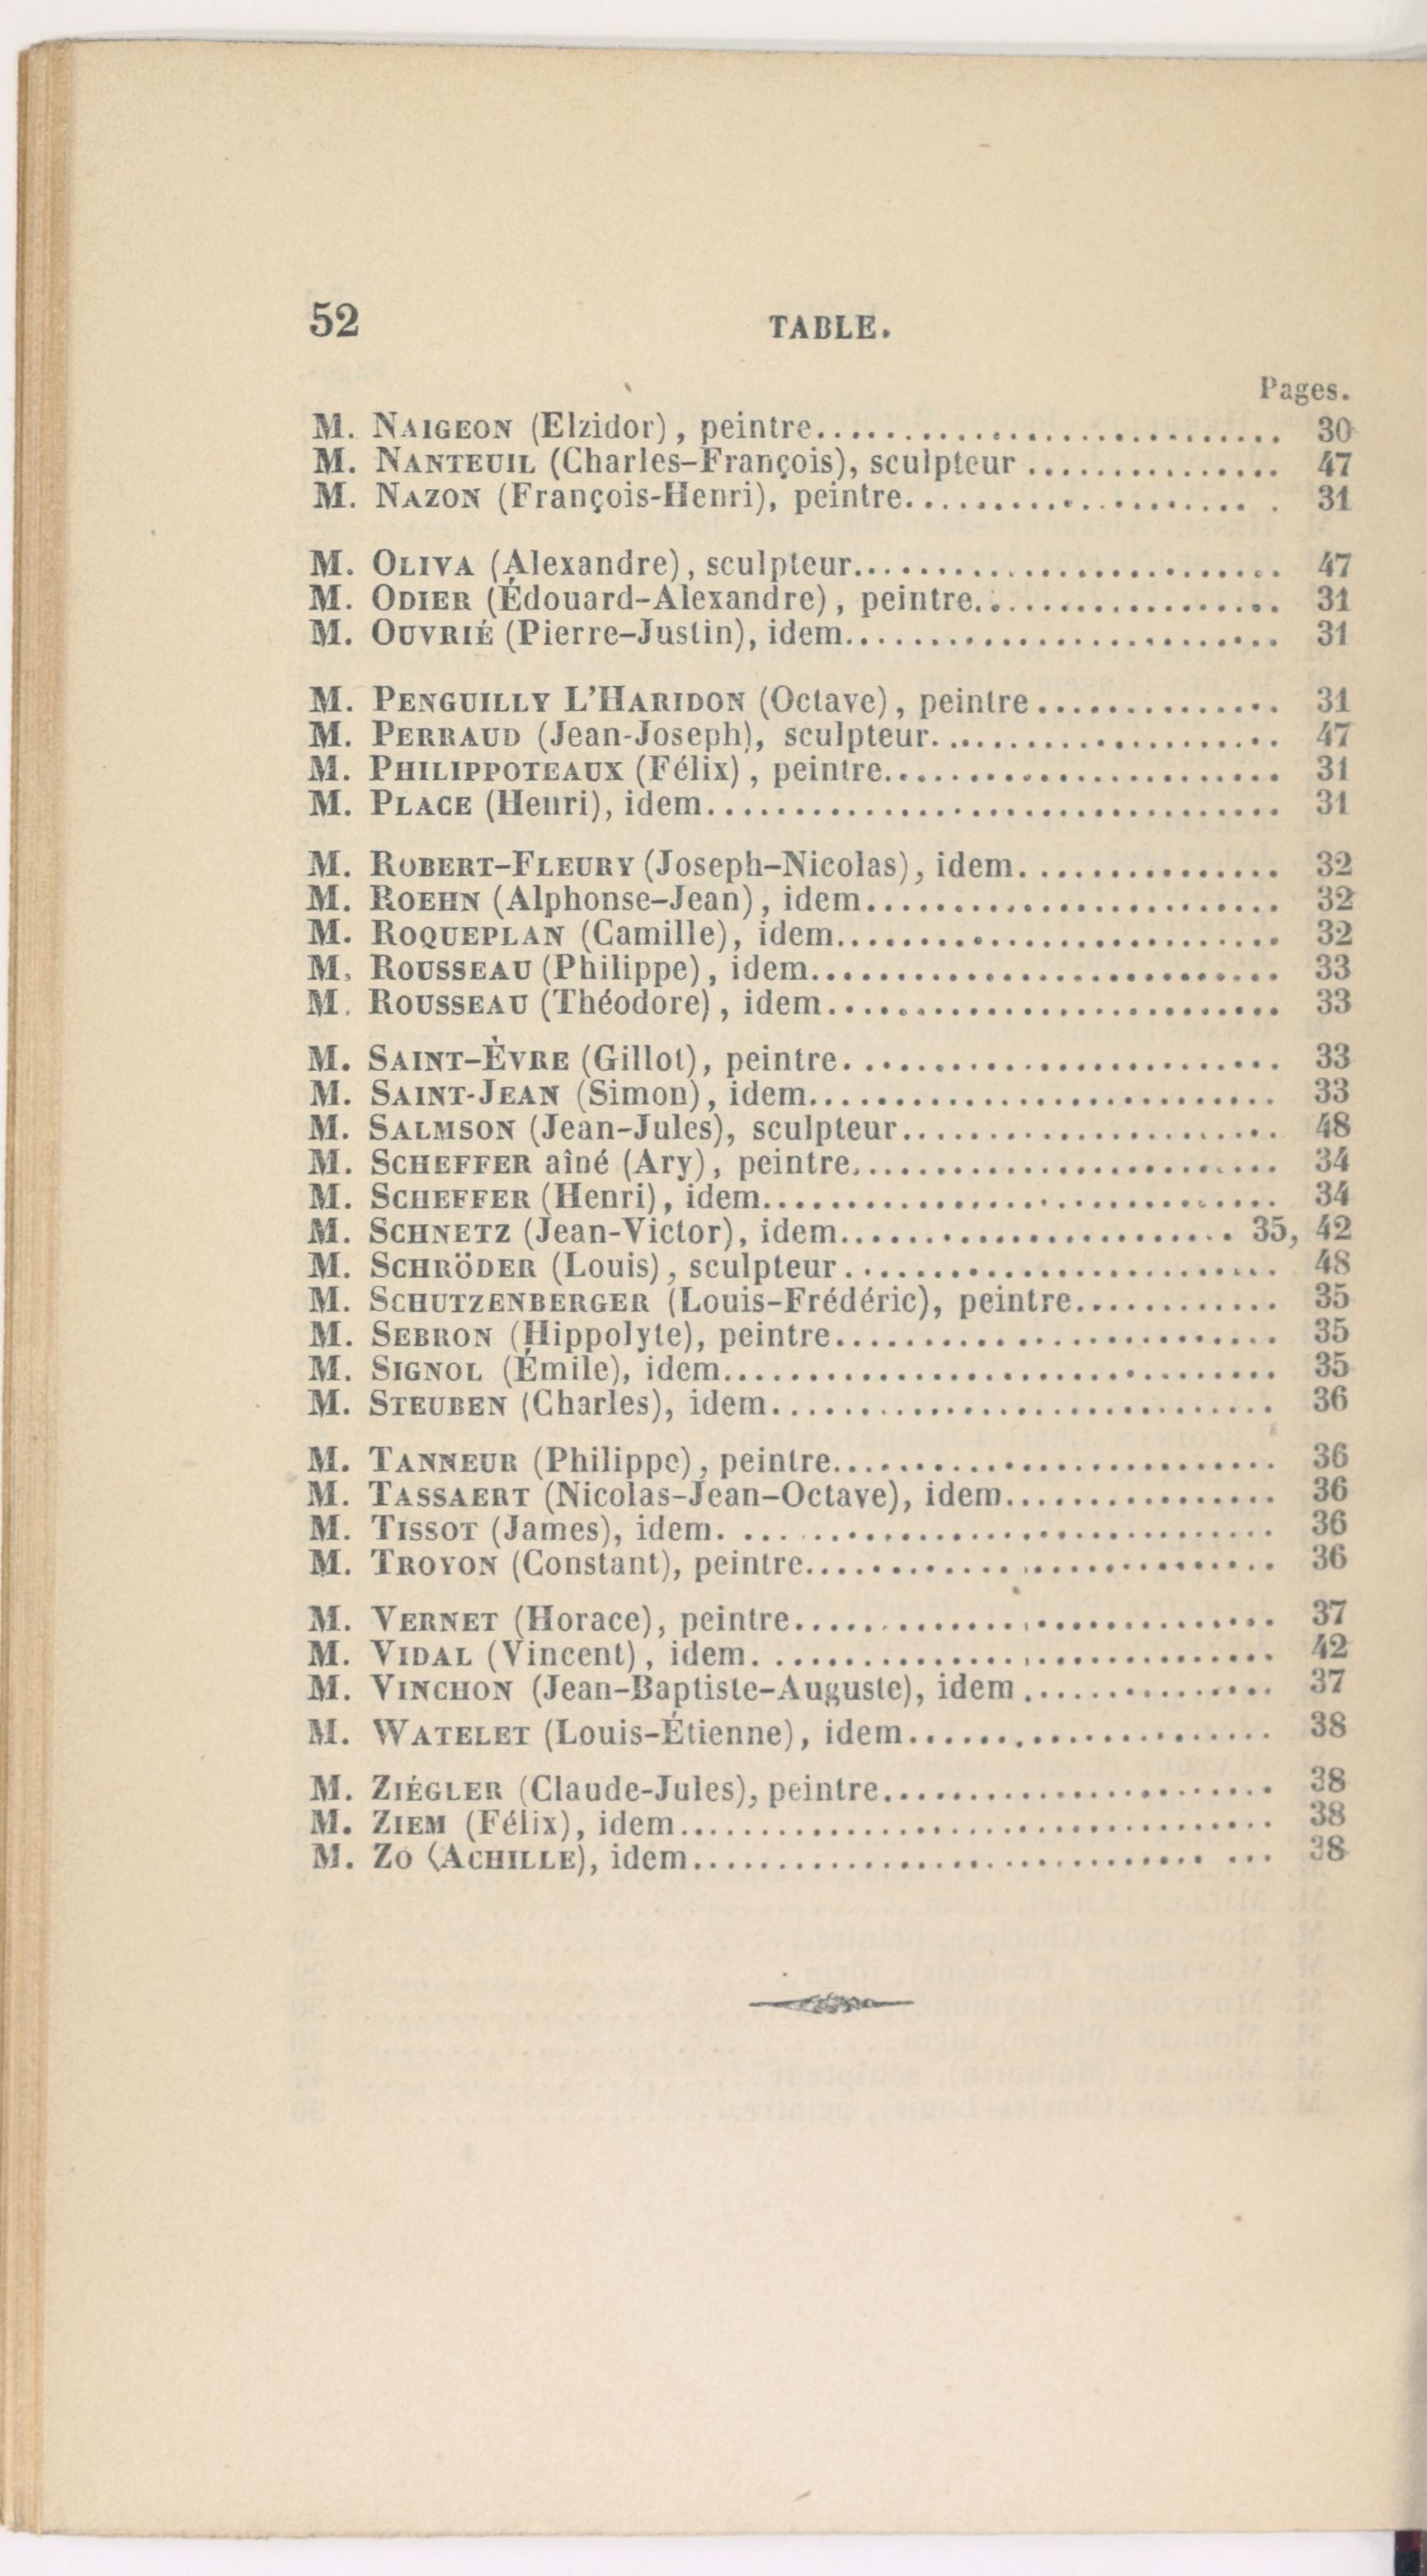 52 TABLE.
Pages.
M. NAIGEON (Elzidor), peintre........................... 30
M. NANTEUIL (Charles-François), sculpteur ............... 47
M. NAZON (François-Henri), peintre...................... 31
M. OLIVA (Alexandre), sculpteur......................... 47
M. ODIER (Édouard-Alexandre), peintre.................. 31
M. OUVRIÉ (Pierre-Justin), idem......................... 31
M. PENGUILLY L'HARIDON (Octave), peintre............... 31
M. PERRAUD (Jean-Joseph), sculpteur..................... 47
M. PHILIPPOTEAUX (Félix), peintre....................... 31
M. PLACE (Henri), idem.................................. 31
M. ROBERT-FLEURY (Joseph-Nicolas), idem................ 32
M. ROEHN (Alphonse-Jean), idem.......................... 32
M. ROQUEPLAN (Camille), idem............................ 32
M. ROUSSEAU (Philippe), idem............................ 33
M. ROUSSEAU (Théodore), idem........................... 33
M. SAINT-ÈVRE (Gillot), peintre......................... 33
M. SAINT-JEAN (Simon), idem............................. 33
M. SALMSON (Jean-Jules), sculpteur...................... 48
M. SCHEFFER aîné (Ary), peintre......................... 34
M. SCHEFFER (Henri), idem............................... 34
M. SCHNETZ (Jean-Victor), idem........................ 35, 42
M. SCHRÖDER (Louis), sculpteur.......................... 48
M. SCHUTZENBERGER (Louis-Frédéric), peintre............ 35
M. SEBRON (Hippolyte), peintre.......................... 35
M. SIGNOL (Émile), idem................................. 35
M. STEUBEN (Charles), idem.............................. 36
M. TANNEUR (Philippe), peintre.......................... 36
M. TASSAERT (Nicolas-Jean-Octave), idem................ 36
M. TISSOT (James), idem................................. 36
M. TROYON (Constant), peintre........................... 36
M. VERNET (Horace), peintre............................. 37
M. VIDAL (Vincent), idem................................ 42
M. VINCHON (Jean-Baptiste-Auguste), idem............... 37
M. WATELET (Louis-Étienne), idem....................... 38
M. ZIÉGLER (Claude-Jules), peintre...................... 38
M. ZIEM (Félix), idem................................... 38
M. ZO (ACHILLE), idem.................................. 38